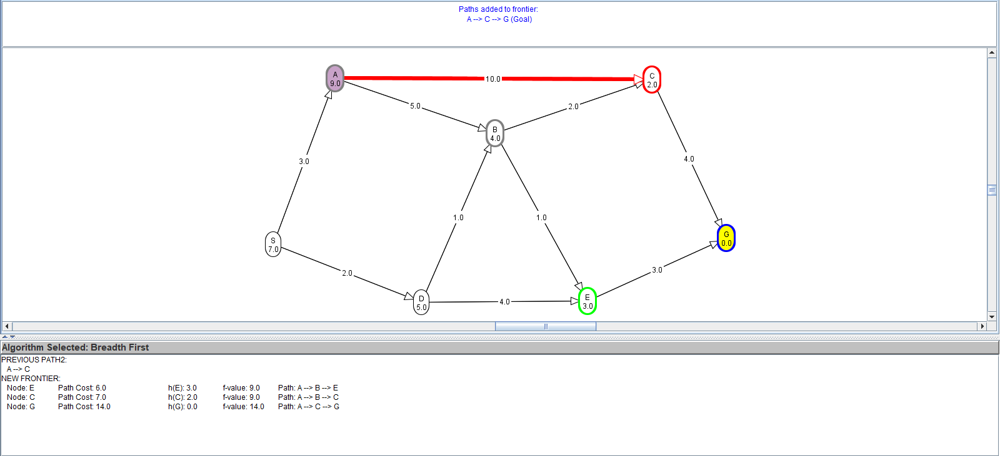 Paths added to frontier:
A --> C --> G (Goal)
A
9.0
10.0
C
2.0
5.0
2.0
B
4.0
3.0
4.0
1.0
1.0
S
7.0
G
0.0
2.0
3.0
D
5.0
4.0
E
3.0
Algorithm Selected: Breadth First
PREVIOUS PATH2:
A --> C
NEW FRONTIER:
Node: E Path Cost: 6.0 h(E): 3.0 f-value: 9.0 Path: A --> B --> E
Node: C Path Cost: 7.0 h(C): 2.0 f-value: 9.0 Path: A --> B --> C
Node: G Path Cost: 14.0 h(G): 0.0 f-value: 14.0 Path: A --> C --> G